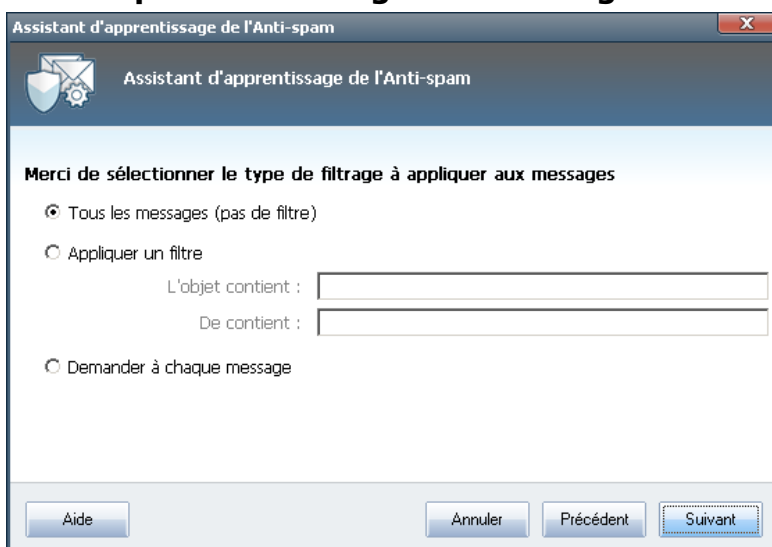 Assistant d'apprentissage de l'Anti-spam
X
Assistant d'apprentissage de l'Anti-spam
Merci de sélectionner le type de filtrage à appliquer aux messages
Tous les messages (pas de filtre)
Appliquer un filtre
L'objet contient :
De contient :
Demander à chaque message
Aide
Annuler
Précédent
Suivant